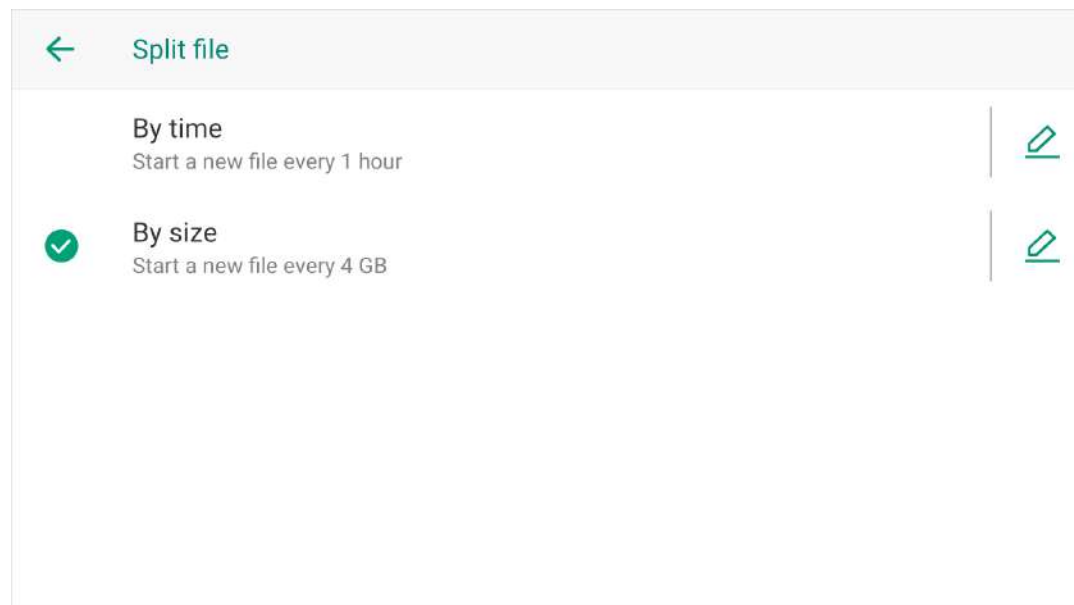 Split file
By time
Start a new file every 1 hour
By size
Start a new file every 4 GB